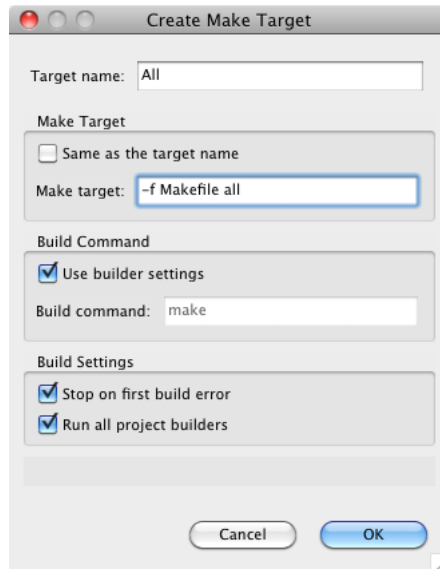 Create Make Target
Target name: All
Make Target
Same as the target name
Make target: -f Makefile all
Build Command
Use builder settings
Build command: make
Build Settings
Stop on first build error
Run all project builders
Cancel OK